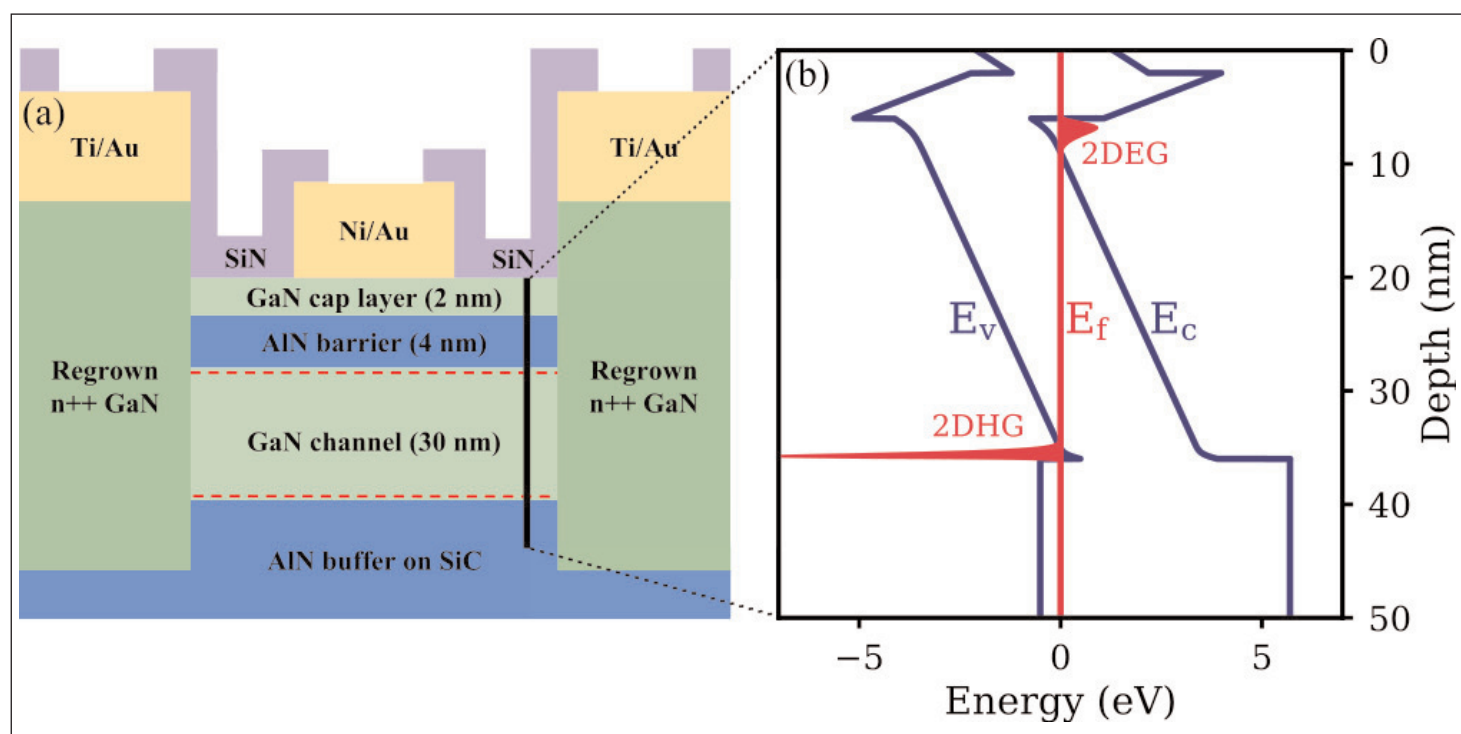 (a)
Ti/Au
Ti/Au
Ni/Au
SiN
SiN
GaN cap layer (2 nm)
AlN barrier (4 nm)
Regrown
n++ GaN
GaN channel (30 nm)
Regrown
n++ GaN
AlN buffer on SiC
(b)
2DEG
Ev
Ef
Ec
2DHG
0
10
20
30
40
50
Depth (nm)
−5
0
5
Energy (eV)